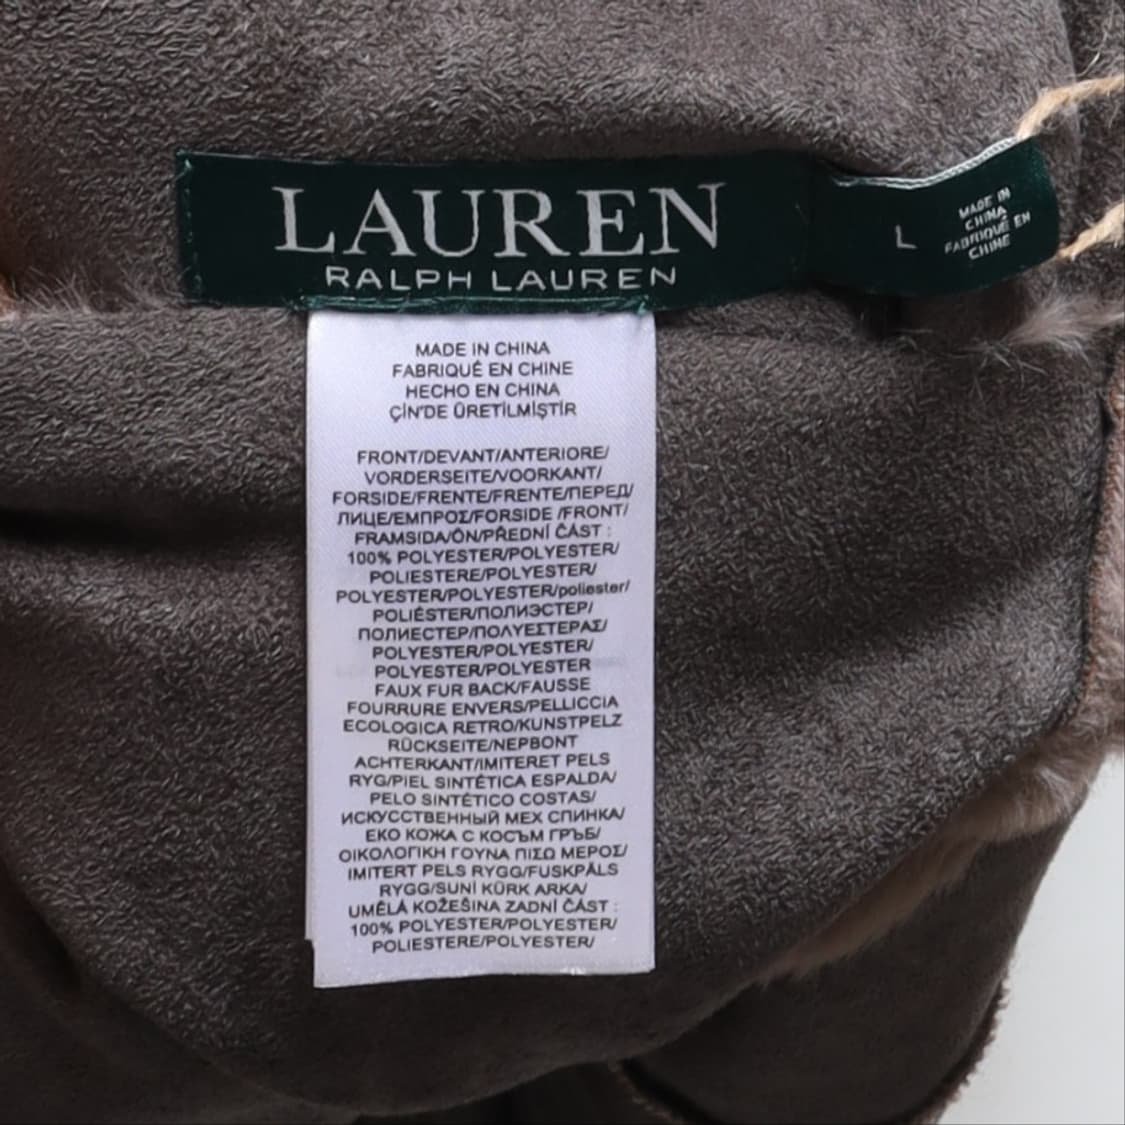 LAUREN
RALPH LAUREN
L
MADE IN
CHINA
FABRIQUÉ EN
CHINE
MADE IN CHINA
FABRIQUÉ EN CHINE
HECHO EN CHINA
ÇİN'DE ÜRETİLMİŞTİR
FRONT/DEVANT/ANTERIORE/
VORDERSEITE/VOORKANT/
FORSIDE/FRENTE/FRENTE/ПЕРЕД/
ЛИЦЕ/ΕΜΠΡΟΣ/FORSIDE /FRONT/
FRAMSIDA/ÖN/PŘEDNÍ ČÁST :
100% POLYESTER/POLYESTER/
POLIESTERE/POLYESTER/
POLYESTER/POLYESTER/poliester/
POLIÉSTER/ПОЛИЭСТЕР/
ПОЛИЕСТЕР/ΠΟΛΥΕΣΤΕΡΑΣ/
POLYESTER/POLYESTER/
POLYESTER/POLYESTER
FAUX FUR BACK/FAUSSE
FOURRURE ENVERS/PELLICCIA
ECOLOGICA RETRO/KUNSTPELZ
RÜCKSEITE/NEPBONT
ACHTERKANT/IMITERET PELS
RYG/PIEL SINTÉTICA ESPALDA/
PELO SINTÉTICO COSTAS/
ИСКУССТВЕННЫЙ МЕХ СПИНКА/
ЕКО КОЖА С КОСЪМ ГРЪБ/
ΟΙΚΟΛΟΓΙΚΗ ΓΟΥΝΑ ΠΙΣΩ ΜΕΡΟΣ/
IMITERT PELS RYGG/FUSKPÄLS
RYGG/SUNİ KÜRK ARKA/
UMĚLÁ KOŽEŠINA ZADNÍ ČÁST :
100% POLYESTER/POLYESTER/
POLIESTERE/POLYESTER/